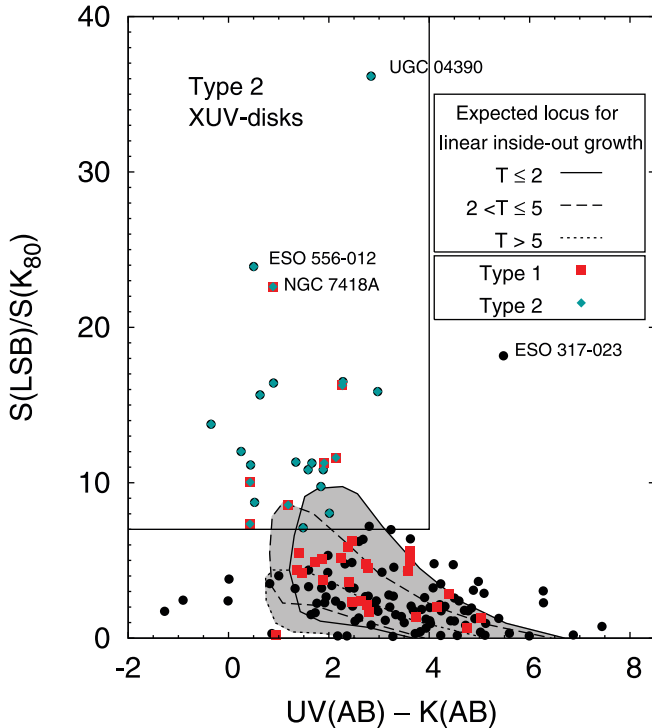 40
30
20
10
0
S(LSB)/S(K80)
Type 2
XUV-disks
UGC 04390
ESO 556-012
NGC 7418A
ESO 317-023
Expected locus for
linear inside-out growth
T ≤ 2
2 <T ≤ 5
T > 5
Type 1
Type 2
-2 0 2 4 6 8
UV(AB) − K(AB)